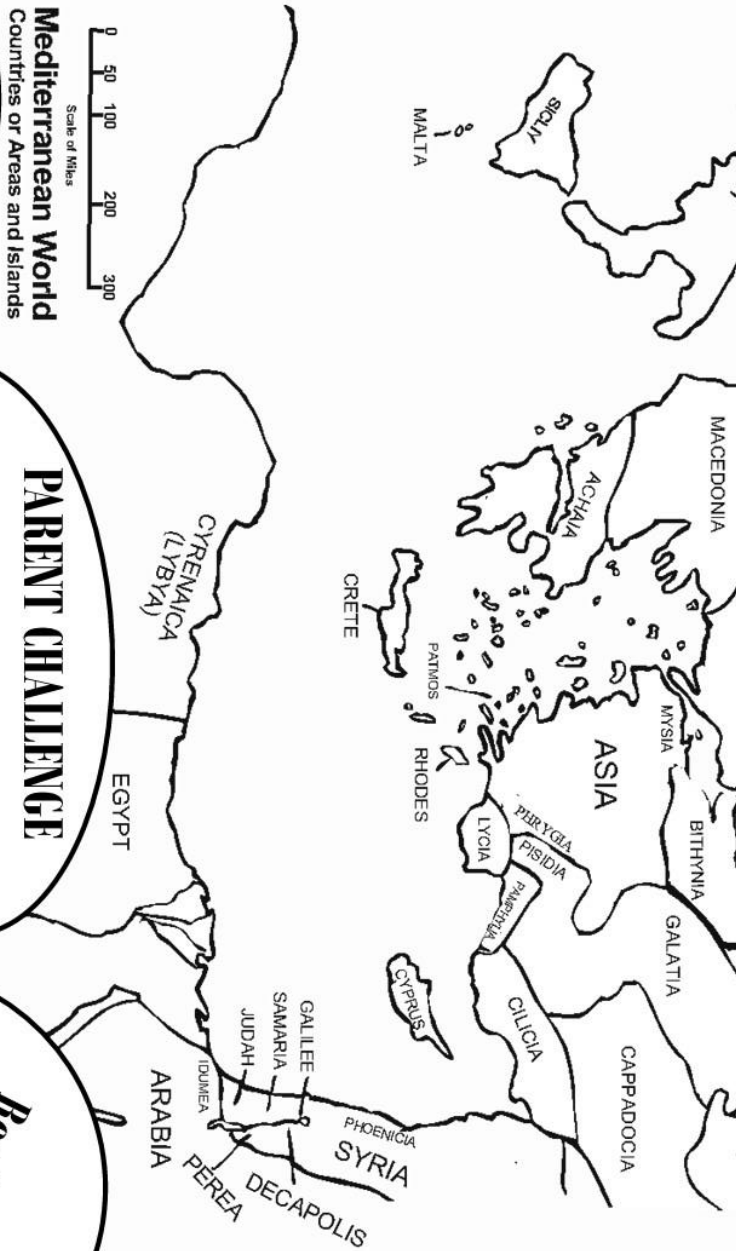 MACEDONIA
BITHYNIA
GALATIA
MYSIA
CAPPADOCIA
ASIA
ACHAIA
SICLIY
PHRYGIA
PISIDIA
CILICIA
PAMPHYLIA
LYCIA
PATMOS
MALTA
RHODES
CYPRUS
CRETE
PHOENICIA
SYRIA
GALILEE
DECAPOLIS
SAMARIA
JUDAH
PEREA
IDUMEA
CYRENAICA
(LYBYA)
ARABIA
EGYPT
0 50 100 200 300
Scale of Miles
Mediterranean World
Countries or Areas and Islands
PARENT CHALLENGE